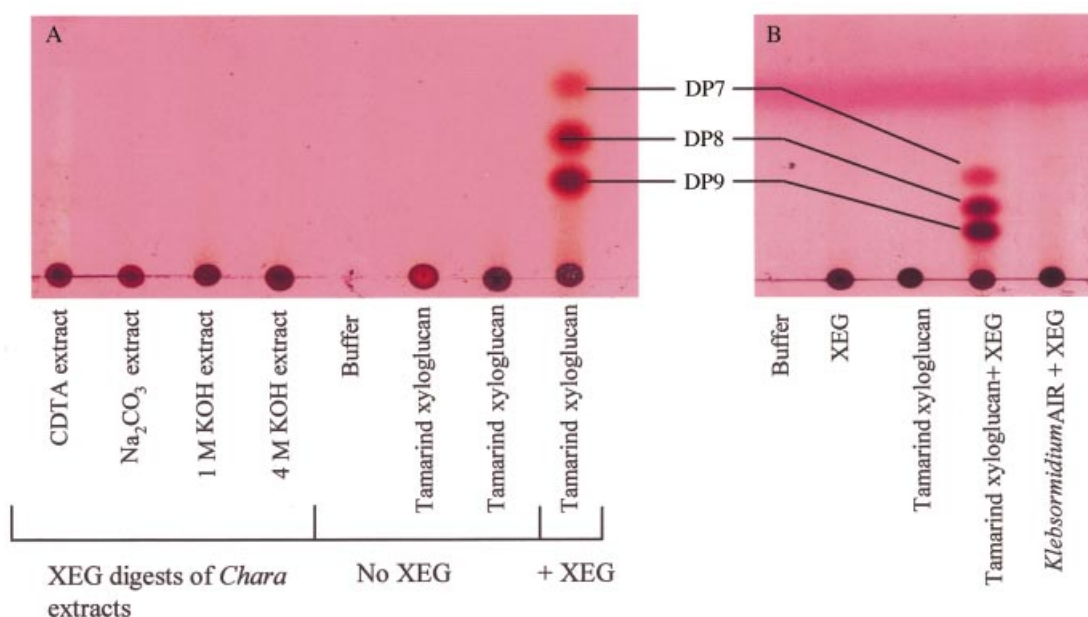 A
B
DP7
DP8
DP9
CDTA extract
Na₂CO₃ extract
1 M KOH extract
4 M KOH extract
Buffer
Tamarind xyloglucan
Tamarind xyloglucan
Tamarind xyloglucan
Buffer
XEG
Tamarind xyloglucan
Tamarind xyloglucan+ XEG
Klebsormidium AIR + XEG
XEG digests of Chara
extracts
No XEG
+ XEG